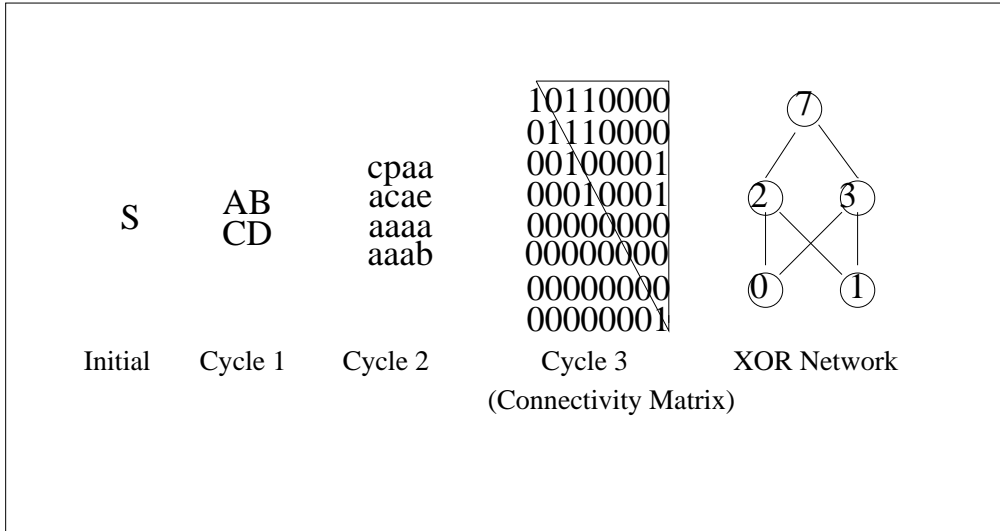 S
AB
CD
cpaa
acae
aaaa
aaab
10110000
01110000
00100001
00010001
00000000
00000000
00000000
00000001
7
2 3
0 1
Initial Cycle 1 Cycle 2 Cycle 3 XOR Network
(Connectivity Matrix)